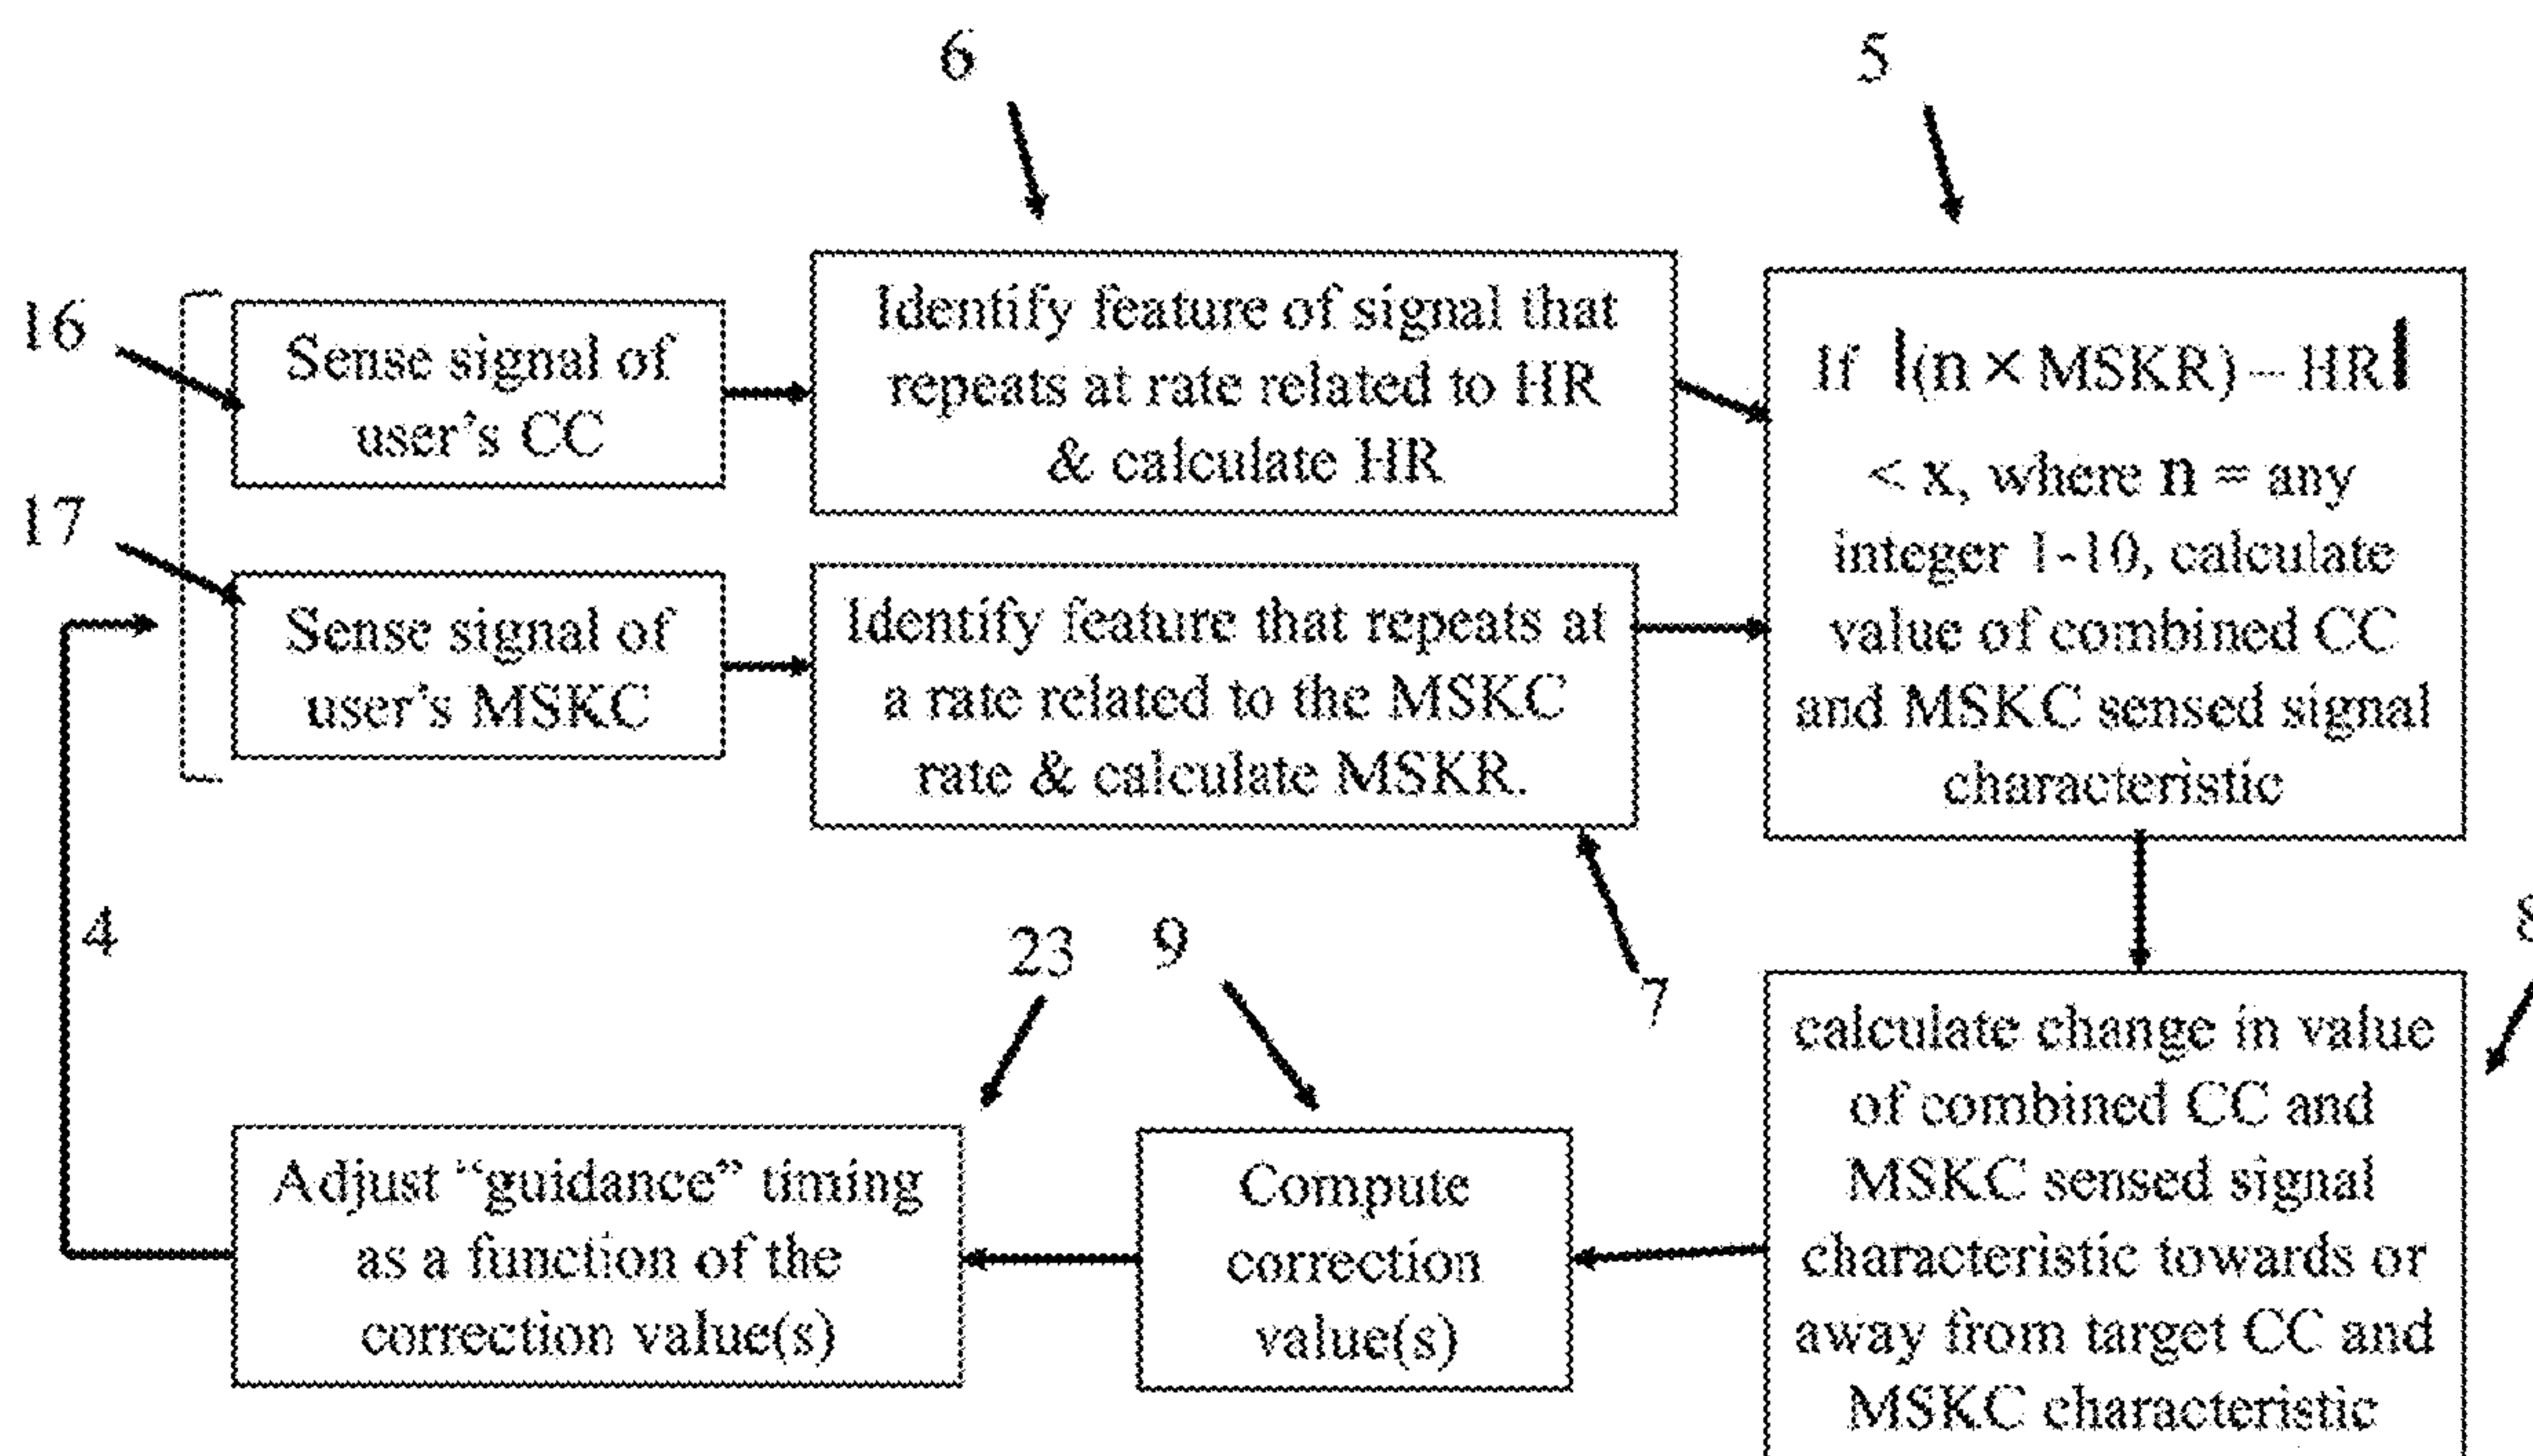 6
5
16
Sense signal of
user's CC
Identify feature of signal that
repeats at rate related to HR
& calculate HR
If |(n × MSKR) – HR|
< x, where n = any
integer 1-10, calculate
value of combined CC
and MSKC sensed signal
characteristic
17
Sense signal of
user's MSKC
Identify feature that repeats at
a rate related to the MSKC
rate & calculate MSKR.
4
23
9
7
8
Adjust “guidance” timing
as a function of the
correction value(s)
Compute
correction
value(s)
calculate change in value
of combined CC and
MSKC sensed signal
characteristic towards or
away from target CC and
MSKC characteristic